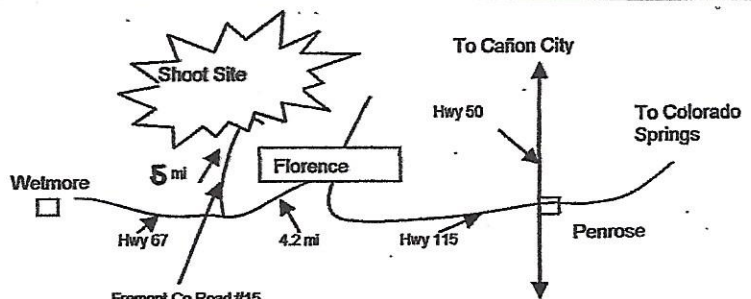 To Cañon City
Shoot Site
Hwy 50
To Colorado
Springs
Florence
5 mi
Wetmore
Hwy 67
4.2 mi
Hwy 115
Penrose
Fremont Co Road #15